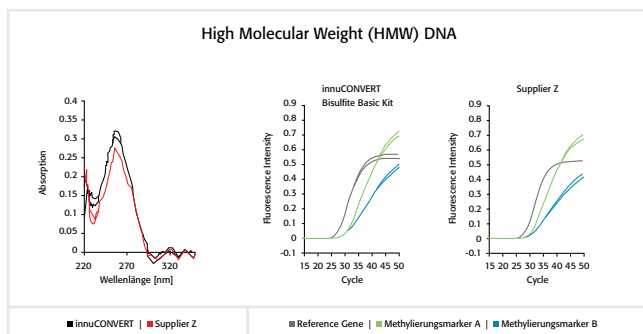 High Molecular Weight (HMW) DNA
Absorption
0.4
0.35
0.3
0.25
0.2
0.15
0.1
0.05
0
220 270 320
Wellenlänge [nm]
innuCONVERT
Bisulfite Basic Kit
Fluorescence Intensity
0.9
0.8
0.7
0.6
0.5
0.4
0.3
0.2
0.1
0
-0.1
15 20 25 30 35 40 45 50
Cycle
Supplier Z
Fluorescence Intensity
0.9
0.8
0.7
0.6
0.5
0.4
0.3
0.2
0.1
0
-0.1
15 20 25 30 35 40 45 50
Cycle
innuCONVERT | Supplier Z
Reference Gene | Methylierungsmarker A | Methylierungsmarker B